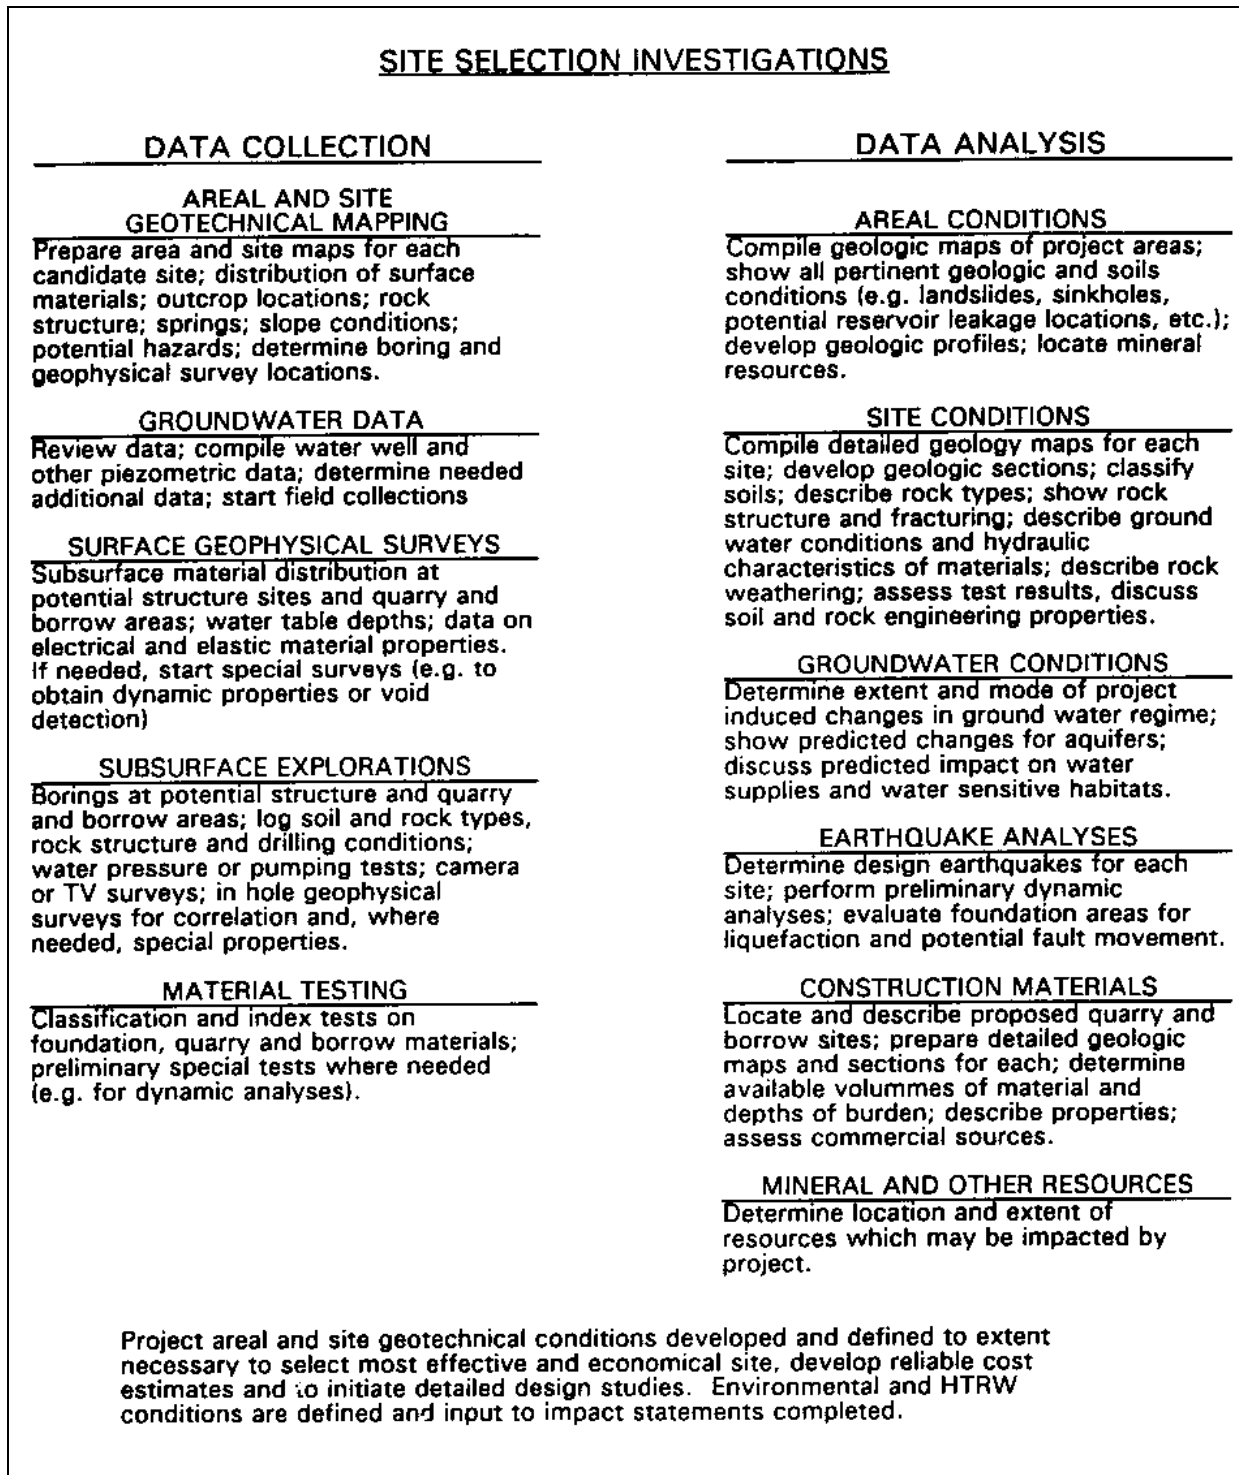 SITE SELECTION INVESTIGATIONS
DATA COLLECTION
AREAL AND SITE
GEOTECHNICAL MAPPING
Prepare area and site maps for each
candidate site; distribution of surface
materials; outcrop locations; rock
structure; springs; slope conditions;
potential hazards; determine boring and
geophysical survey locations.
GROUNDWATER DATA
Review data; compile water well and
other piezometric data; determine needed
additional data; start field collections
SURFACE GEOPHYSICAL SURVEYS
Subsurface material distribution at
potential structure sites and quarry and
borrow areas; water table depths; data on
electrical and elastic material properties.
If needed, start special surveys (e.g. to
obtain dynamic properties or void
detection)
SUBSURFACE EXPLORATIONS
Borings at potential structure and quarry
and borrow areas; log soil and rock types,
rock structure and drilling conditions;
water pressure or pumping tests; camera
or TV surveys; in hole geophysical
surveys for correlation and, where
needed, special properties.
MATERIAL TESTING
Classification and index tests on
foundation, quarry and borrow materials;
preliminary special tests where needed
(e.g. for dynamic analyses).
DATA ANALYSIS
AREAL CONDITIONS
Compile geologic maps of project areas;
show all pertinent geologic and soils
conditions (e.g. landslides, sinkholes,
potential reservoir leakage locations, etc.);
develop geologic profiles; locate mineral
resources.
SITE CONDITIONS
Compile detailed geology maps for each
site; develop geologic sections; classify
soils; describe rock types; show rock
structure and fracturing; describe ground
water conditions and hydraulic
characteristics of materials; describe rock
weathering; assess test results, discuss
soil and rock engineering properties.
GROUNDWATER CONDITIONS
Determine extent and mode of project
induced changes in ground water regime;
show predicted changes for aquifers;
discuss predicted impact on water
supplies and water sensitive habitats.
EARTHQUAKE ANALYSES
Determine design earthquakes for each
site; perform preliminary dynamic
analyses; evaluate foundation areas for
liquefaction and potential fault movement.
CONSTRUCTION MATERIALS
Locate and describe proposed quarry and
borrow sites; prepare detailed geologic
maps and sections for each; determine
available volummes of material and
depths of burden; describe properties;
assess commercial sources.
MINERAL AND OTHER RESOURCES
Determine location and extent of
resources which may be impacted by
project.
Project areal and site geotechnical conditions developed and defined to extent
necessary to select most effective and economical site, develop reliable cost
estimates and to initiate detailed design studies. Environmental and HTRW
conditions are defined and input to impact statements completed.